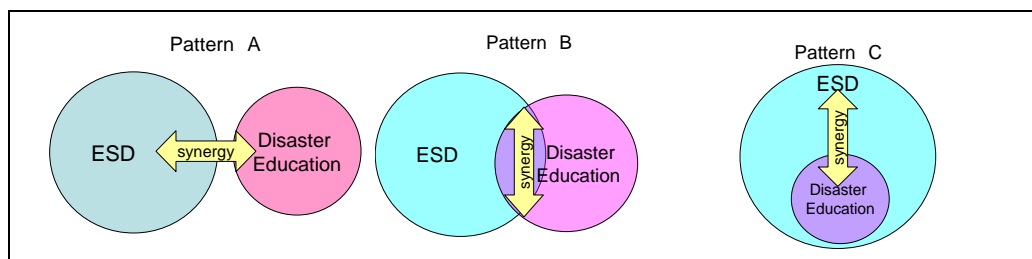 Pattern A
ESD
synergy
Disaster
Education
Pattern B
ESD
synergy
Disaster
Education
Pattern C
ESD
synergy
Disaster
Education